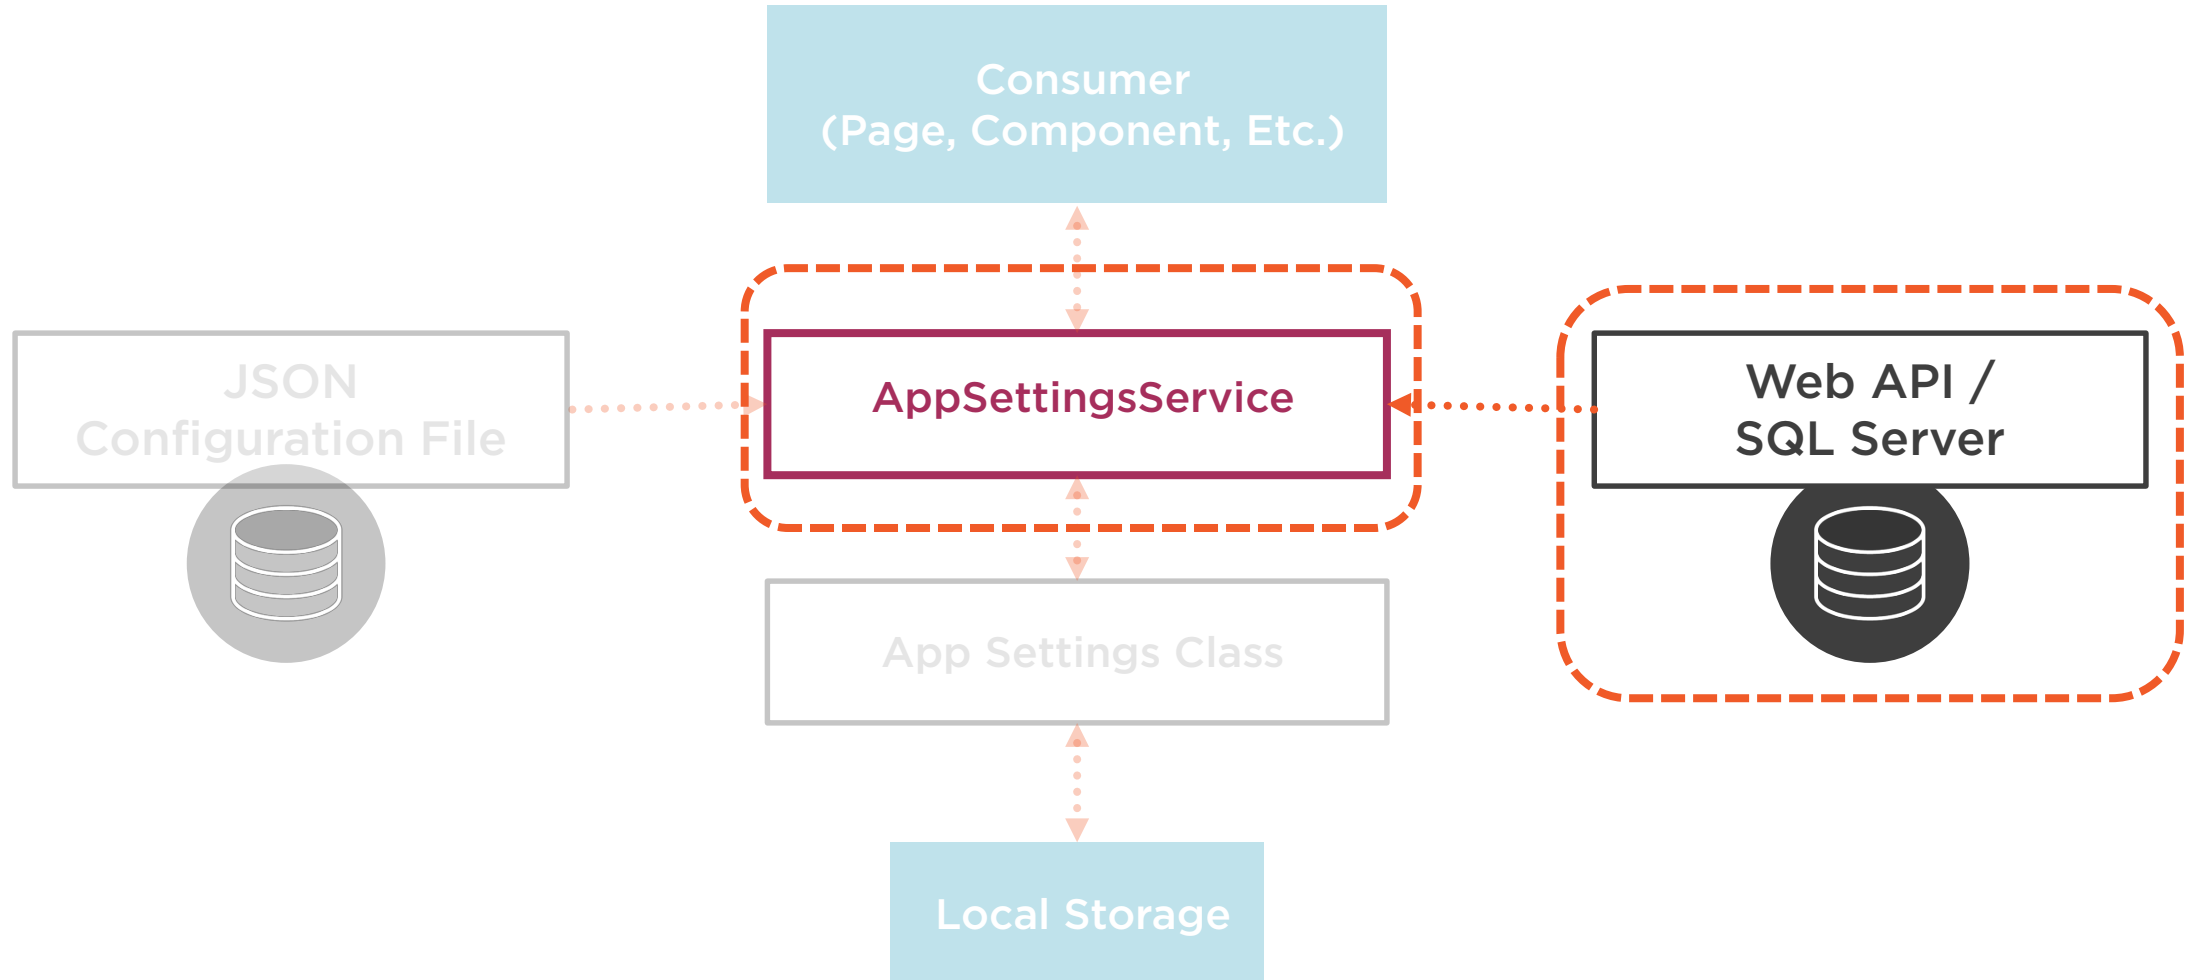 Consumer
(Page, Component, Etc.)
JSON
Configuration File
AppSettingsService
Web API /
SQL Server
App Settings Class
Local Storage